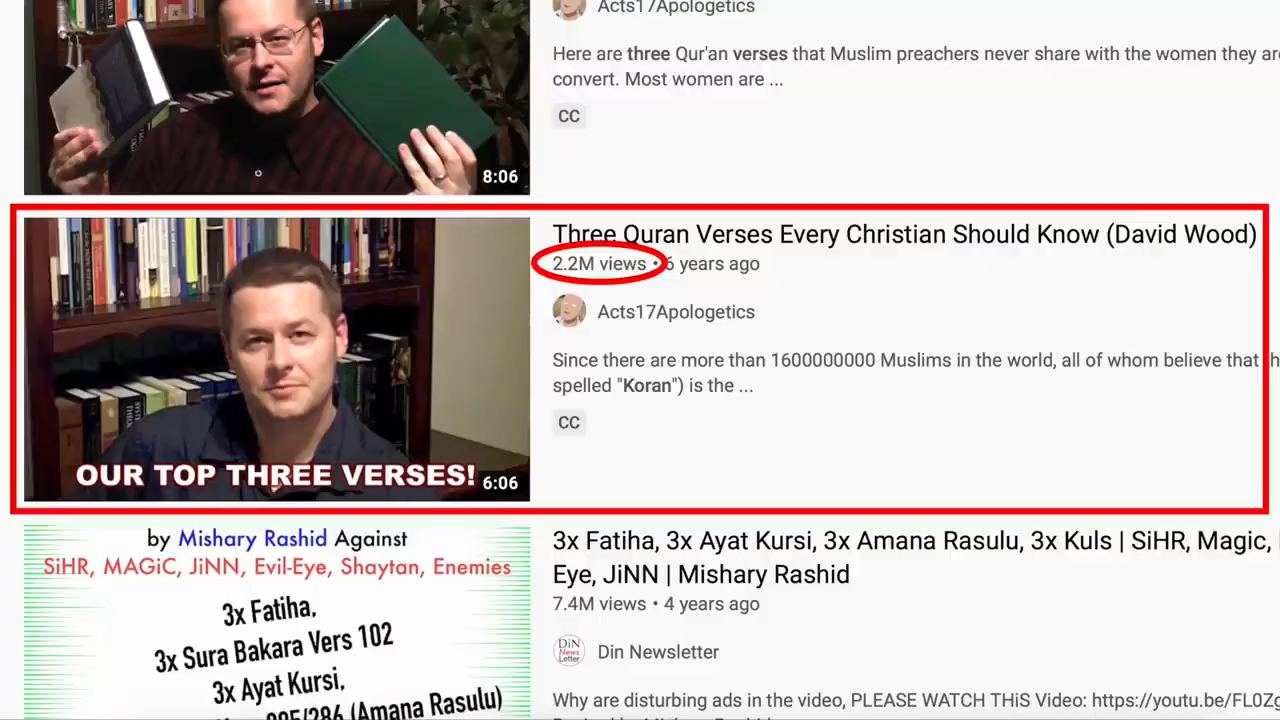 Acts17Apologetics
Here are three Qur'an verses that Muslim preachers never share with the women they
convert. Most women are ...
CC
8:06
Three Quran Verses Every Christian Should Know (David Wood)
2.2M views • 6 years ago
Acts17Apologetics
Since there are more than 1600000000 Muslims in the world, all of whom believe that
spelled "Koran") is the ...
CC
OUR TOP THREE VERSES!
6:06
by Mishary Rashid Against
SiHR, MAGiC, JiNN, Evil-Eye, Shaytan, Enemies
3x Fatiha,
3x Sura Bakara Vers 102
3x Ayat Kursi,
285/286 (Amana Rasulu)
3x Fatiha, 3x Ayat Kursi, 3x Amana Rasulu, 3x Kuls | SiHR, Magic,
Eye, JiNN | Mishary Rashid
7.4M views • 4 years ago
DiN
News
Letter
Din Newsletter
Why are disturbing ads in the video, PLEASE WATCH THiS Video: